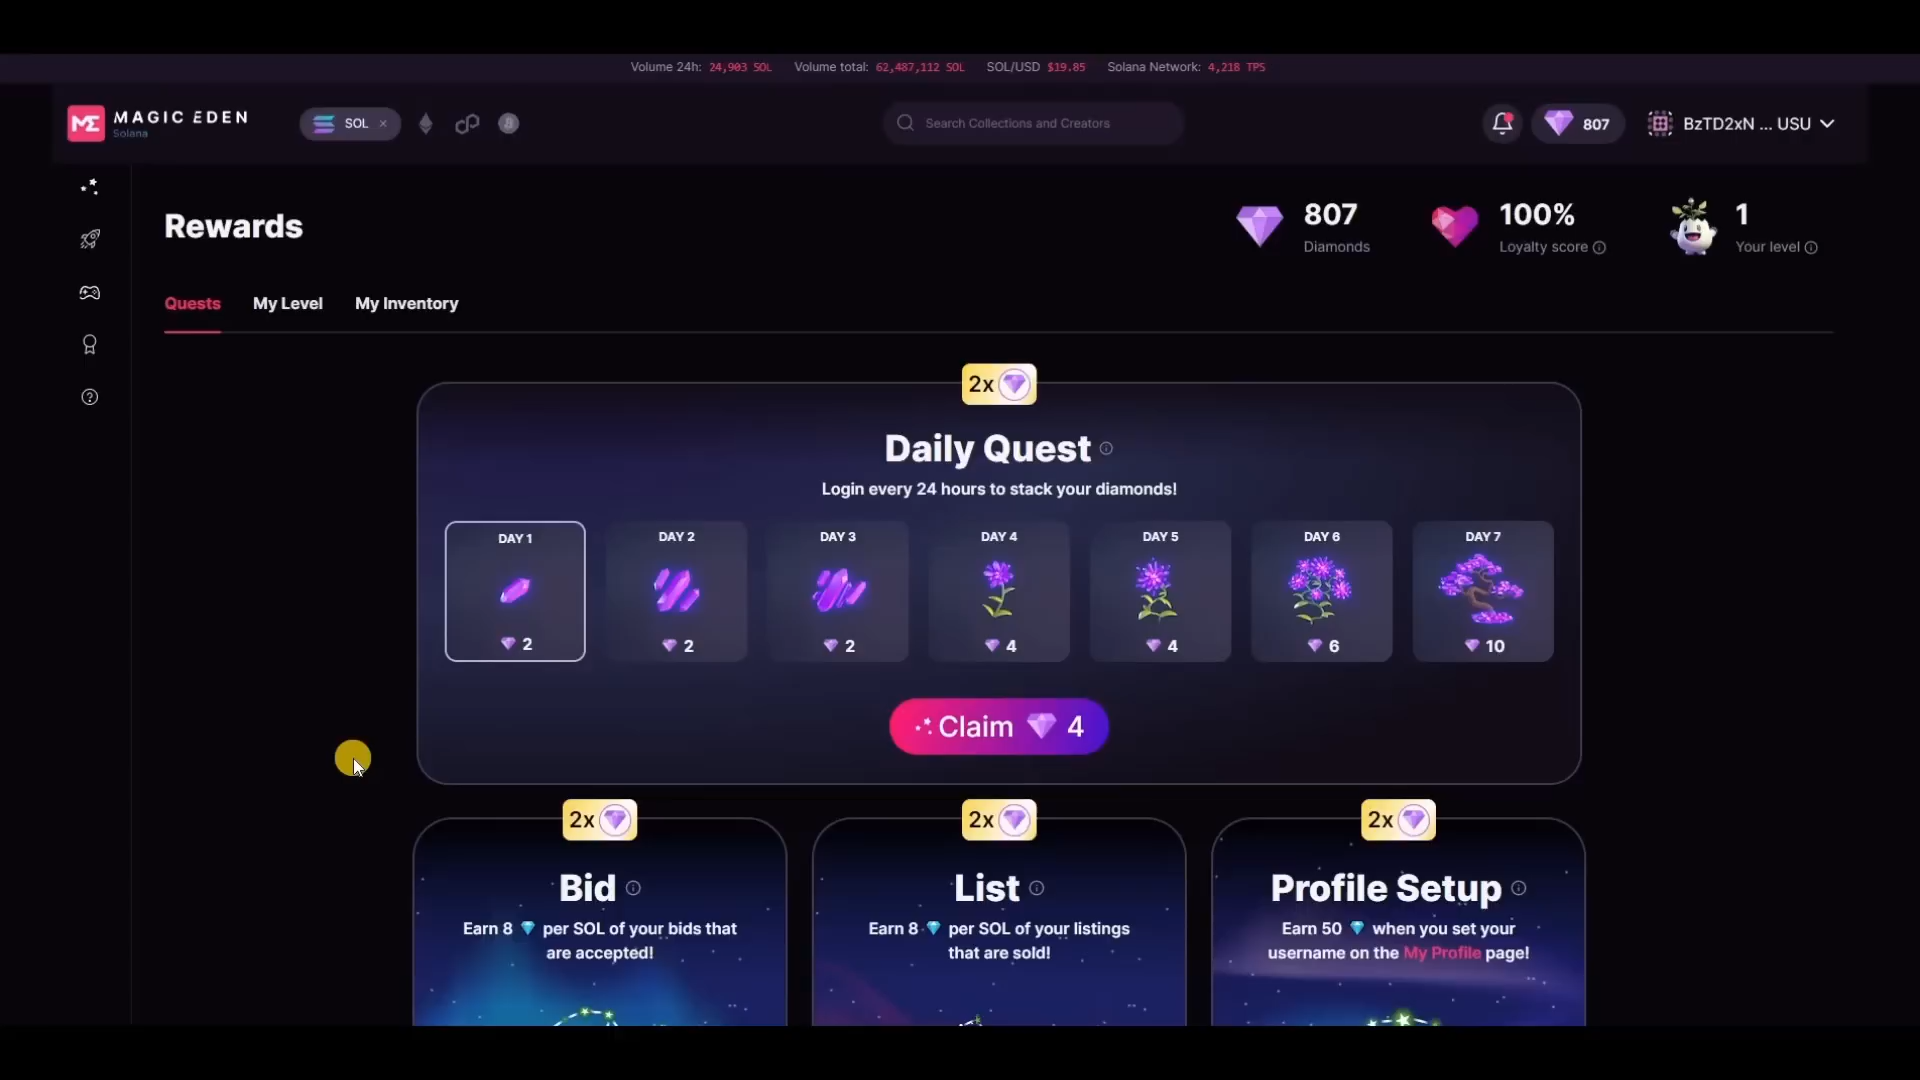 Volume 24h: 24,903 SOL Volume total: 62,487,112 SOL SOL/USD $19.85 Solana Network: 4,218 TPS
ME MAGIC EDEN
Solana
SOL ×
Search Collections and Creators
807
BzTD2xN ... USU
Rewards
807
Diamonds
100%
Loyalty score
1
Your level
Quests My Level My Inventory
2x
Daily Quest
Login every 24 hours to stack your diamonds!
DAY 1 DAY 2 DAY 3 DAY 4 DAY 5 DAY 6 DAY 7
2 2 2 4 4 6 10
Claim 4
2x 2x 2x
Bid
Earn 8 per SOL of your bids that
are accepted!
List
Earn 8 per SOL of your listings
that are sold!
Profile Setup
Earn 50 when you set your
username on the My Profile page!